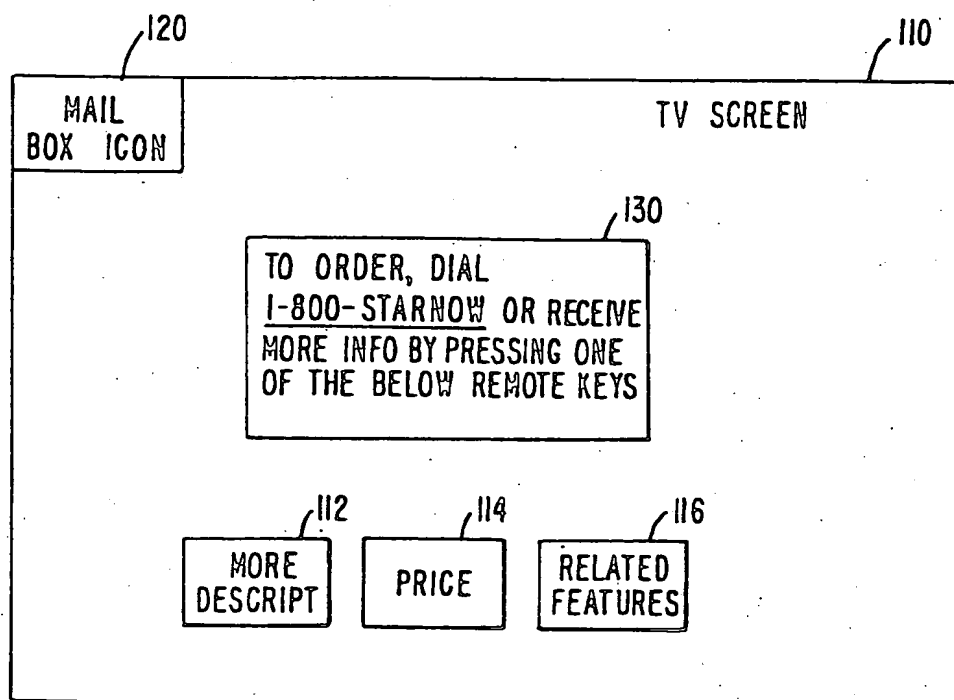 120
110
MAIL
BOX ICON
TV SCREEN
130
TO ORDER, DIAL
1-800-STARNOW OR RECEIVE
MORE INFO BY PRESSING ONE
OF THE BELOW REMOTE KEYS
112
114
116
MORE
DESCRIPT
PRICE
RELATED
FEATURES